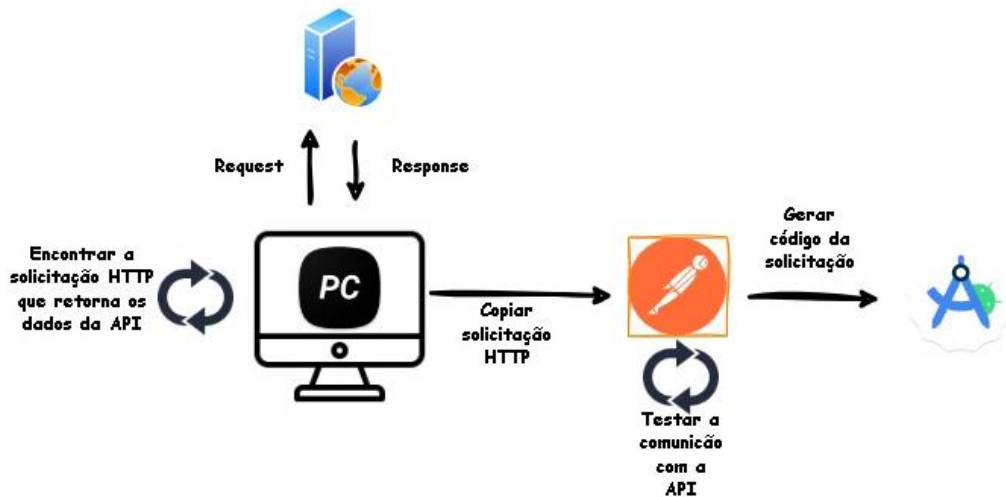 Request
Response
Encontrar a
solicitação HTTP
que retorna os
dados da API
PC
Copiar
solicitação
HTTP
Gerar
código da
solicitação
Testar a
comunicão
com a
API